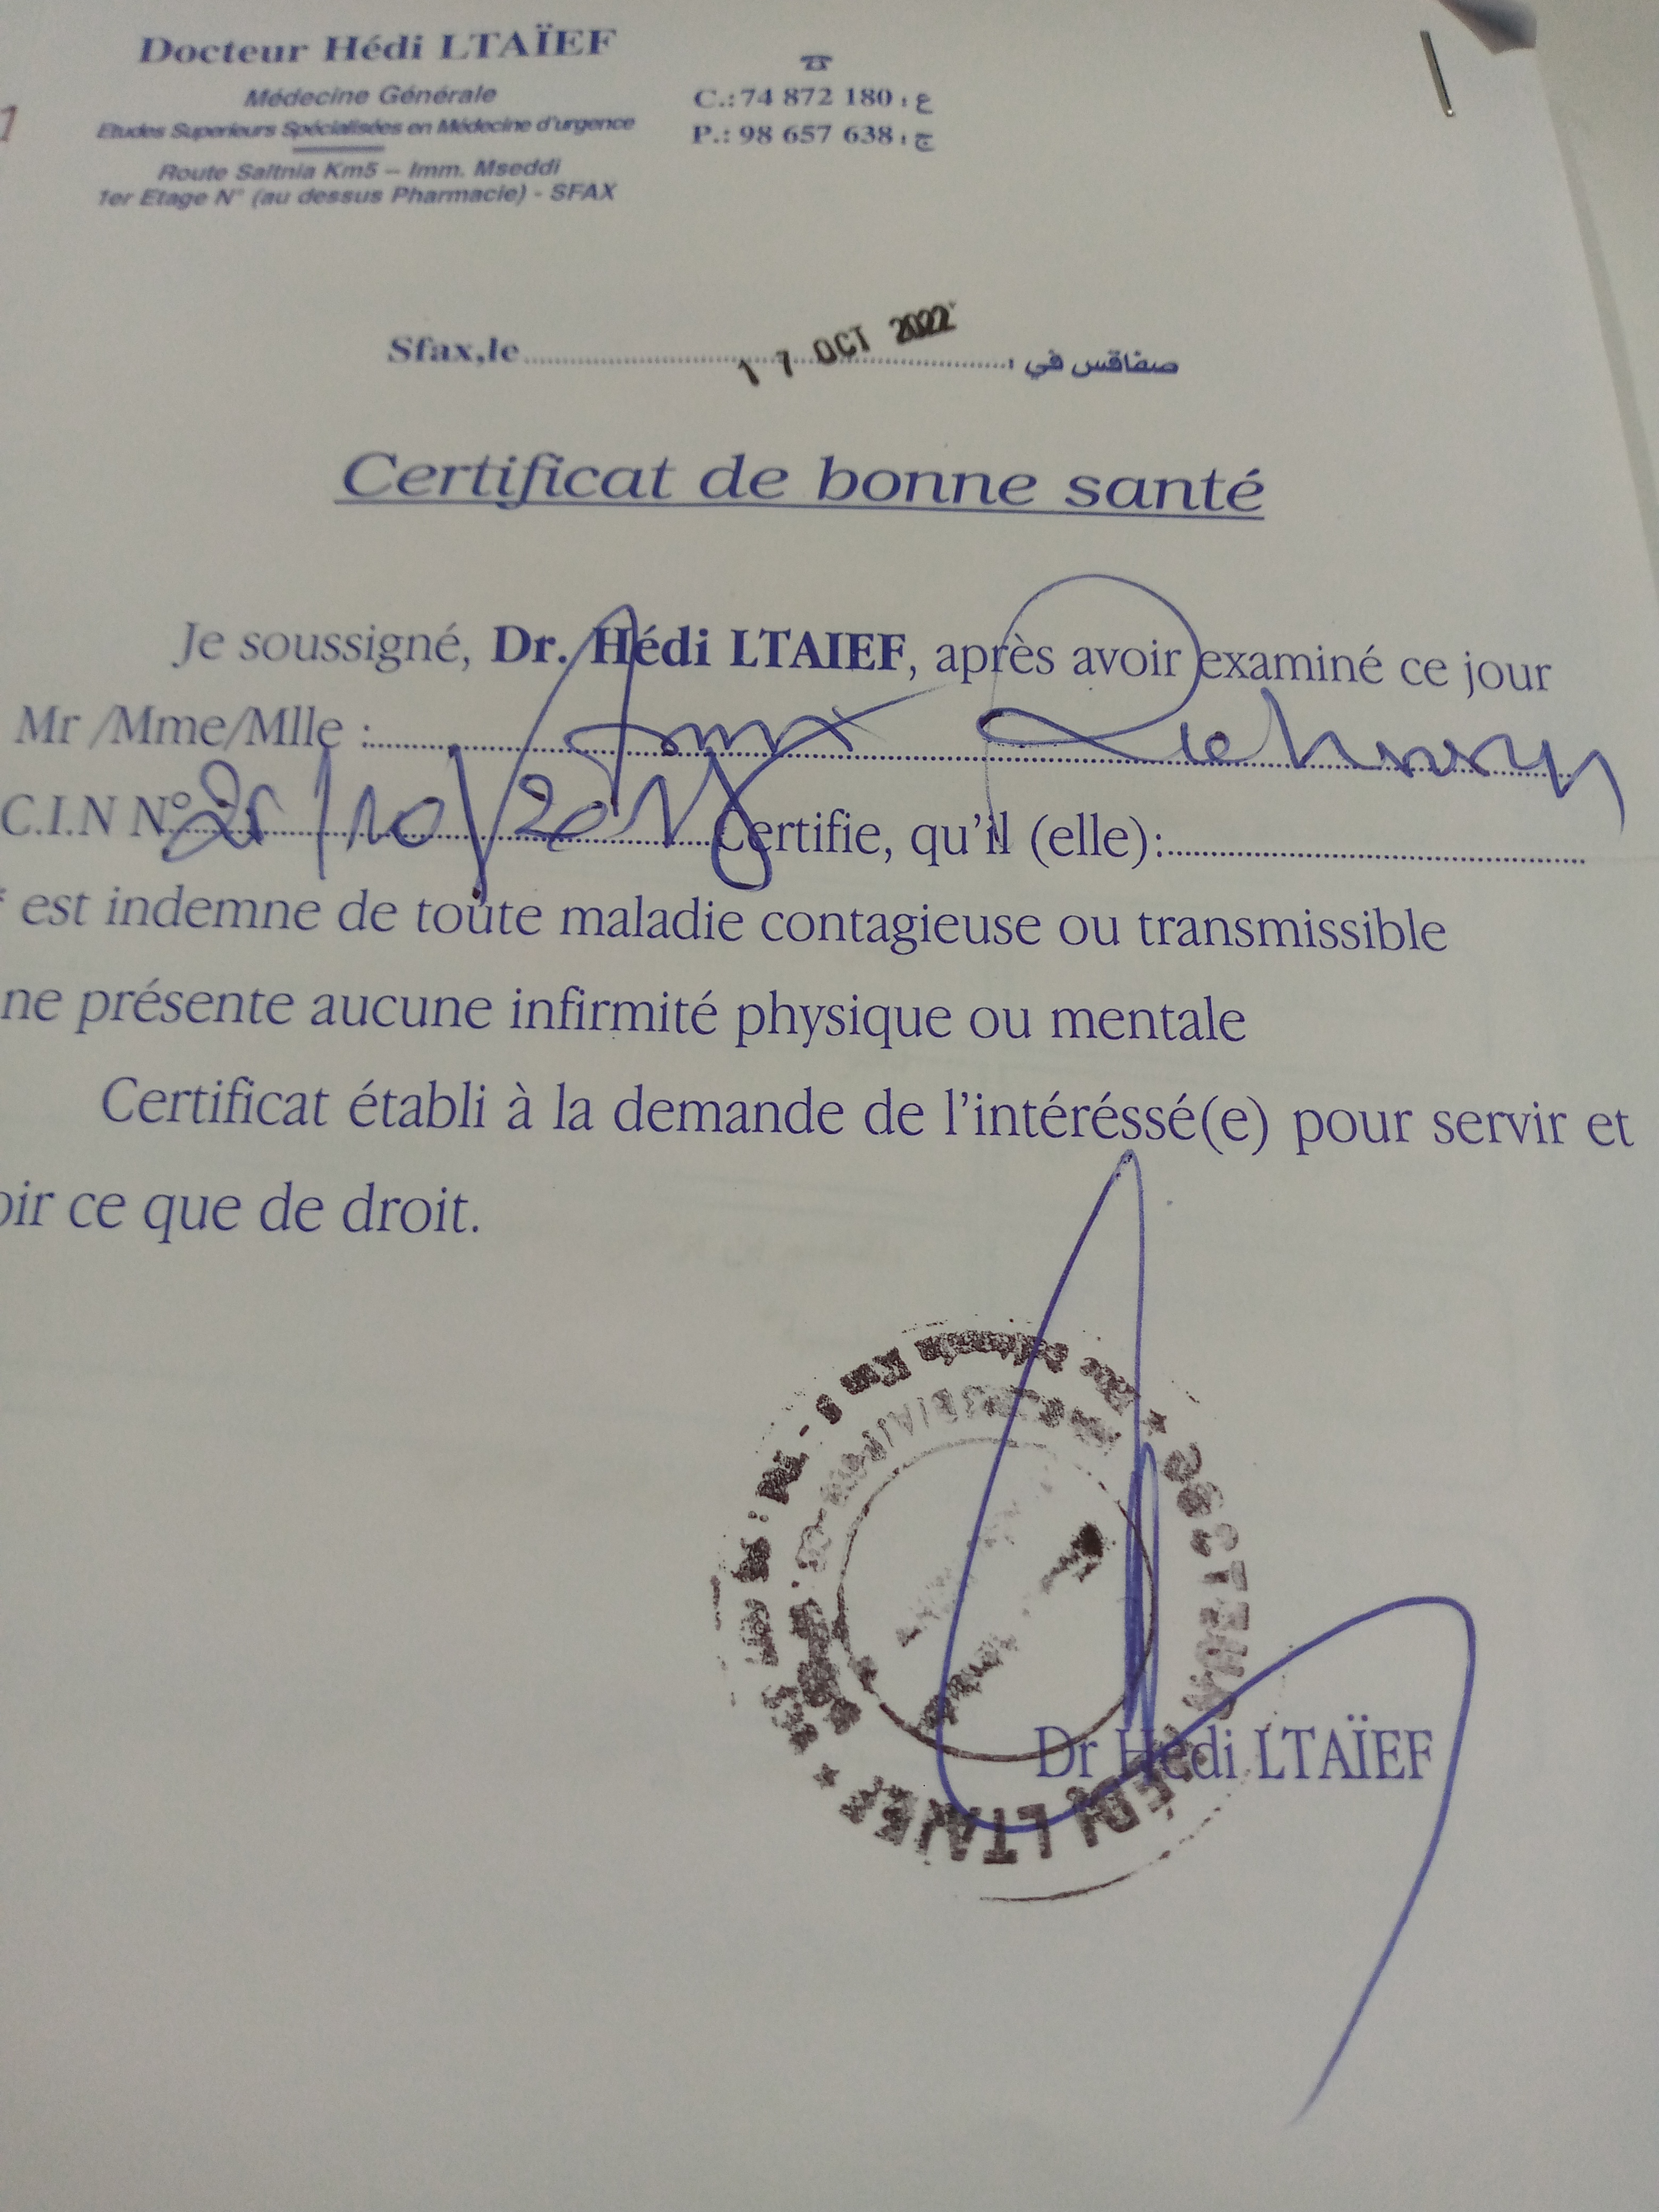 Docteur Hédi LTAÏEF
Médecine Générale
Etudes Superieurs Spécialisées en Médecine d'urgence
Route Saltnia Km5 – Imm. Mseddi
1er Etage N° (au dessus Pharmacie) - SFAX
C.: 74 872 180 : ع
P.: 98 657 638 : ج
Sfax,le 17 OCT 2022 صفاقس في :
Certificat de bonne santé
Je soussigné, Dr. Hédi LTAIEF, après avoir examiné ce jour
Mr /Mme/Mlle :
C.I.N N° /10/ Certifie, qu'il (elle):
est indemne de toute maladie contagieuse ou transmissible
ne présente aucune infirmité physique ou mentale
Certificat établi à la demande de l'intéréssé(e) pour servir et
oir ce que de droit.
Dr Hédi LTAÏEF
DOCTEUR HÉDI LTAÏEF